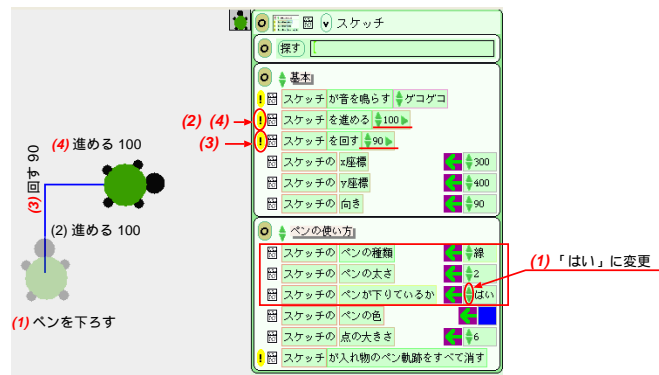 スケッチ
探す
基本
! スケッチ が音を鳴らす ゲコゲコ
(2) (4) ! スケッチ を進める 100
(3) ! スケッチ を回す 90
スケッチの x座標 300
スケッチの y座標 400
スケッチの 向き 90
ペンの使い方
スケッチの ペンの種類 線
スケッチの ペンの太さ 2
スケッチの ペンが下りているか はい
スケッチの ペンの色
スケッチの 点の大きさ 6
! スケッチ が入れ物のペン軌跡をすべて消す
(1) 「はい」に変更
(4) 進める 100
(3) 回す 90
(2) 進める 100
(1) ペンを下ろす